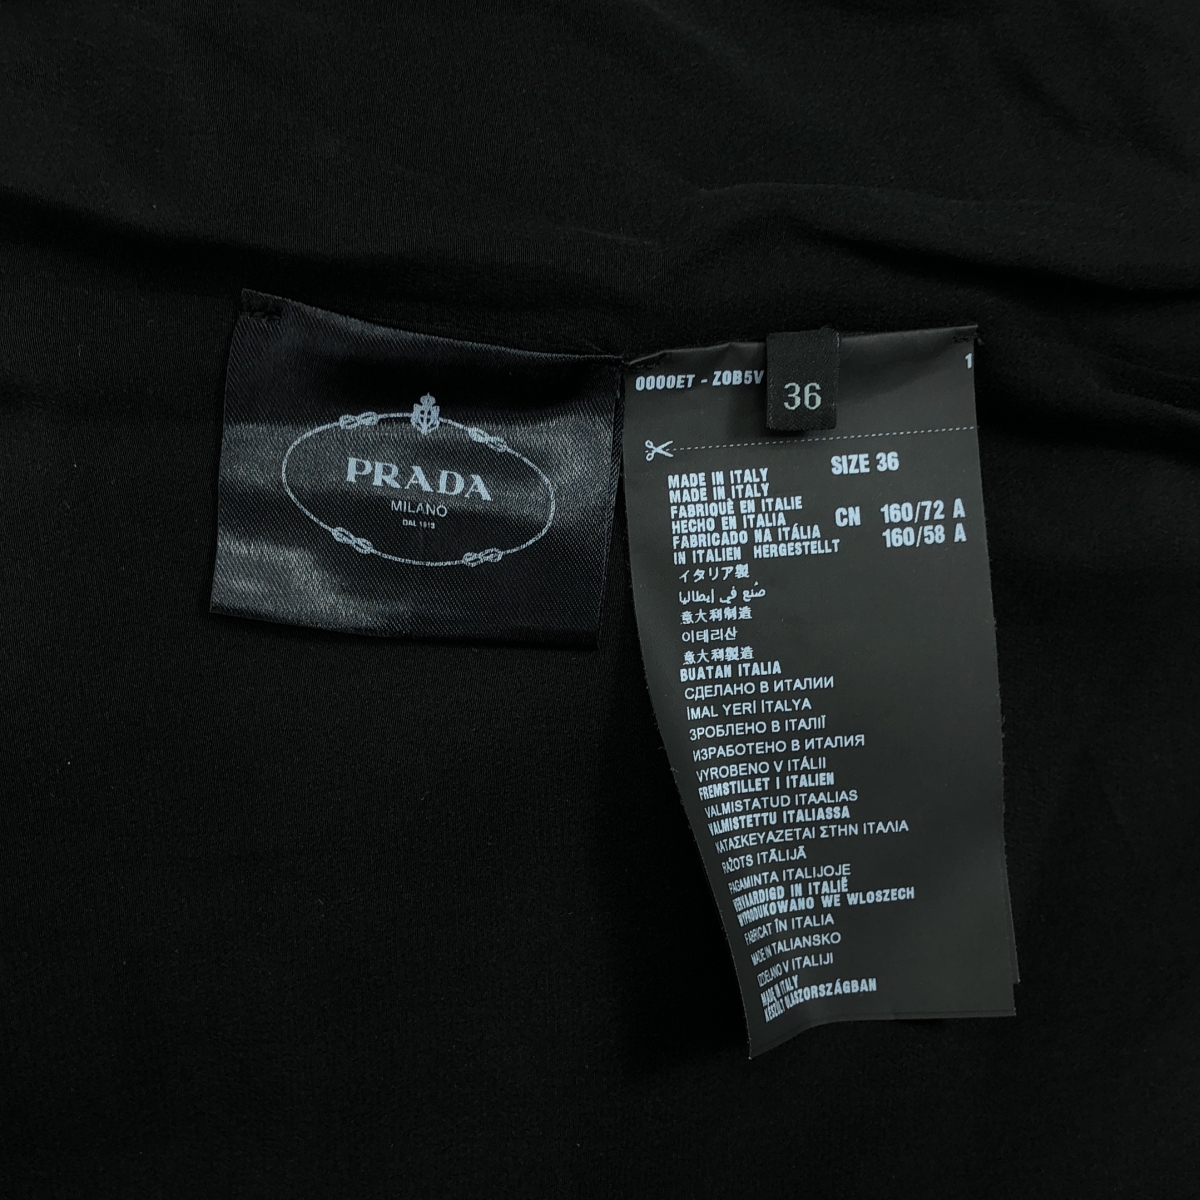 PRADA
MILANO
DAL 1913
0000ET - Z0B5V
36
1
SIZE 36
CN 160/72 A
160/58 A
MADE IN ITALY
MADE IN ITALY
FABRIQUÈ EN ITALIE
HECHO EN ITALIA
FABRICADO NA ITÁLIA
IN ITALIEN HERGESTELLT
イタリア製
صنع في إيطاليا
意大利制造
이테리산
意大利製造
BUATAN ITALIA
СДЕЛАНО В ИТАЛИИ
İMAL YERİ İTALYA
ЗРОБЛЕНО В ІТАЛІЇ
ИЗРАБОТЕНО В ИТАЛИЯ
VYROBENO V ITÁLII
FREMSTILLET I ITALIEN
VALMISTATUD ITAALIAS
VALMISTETTU ITALIASSA
ΚΑΤΑΣΚΕΥΑΖΕΤΑΙ ΣΤΗΝ ΙΤΑΛΙΑ
RAŽOTS ITĀLIJĀ
PAGAMINTA ITALIJOJE
VERVAARDIGD IN ITALIË
WYPRODUKOWANO WE WLOSZECH
FABRICAT ÎN ITALIA
MADE IN TALIANSKO
IZDELANO V ITALIJI
MADE IN ITALY
KÉSZÜLT OLASZORSZÁGBAN